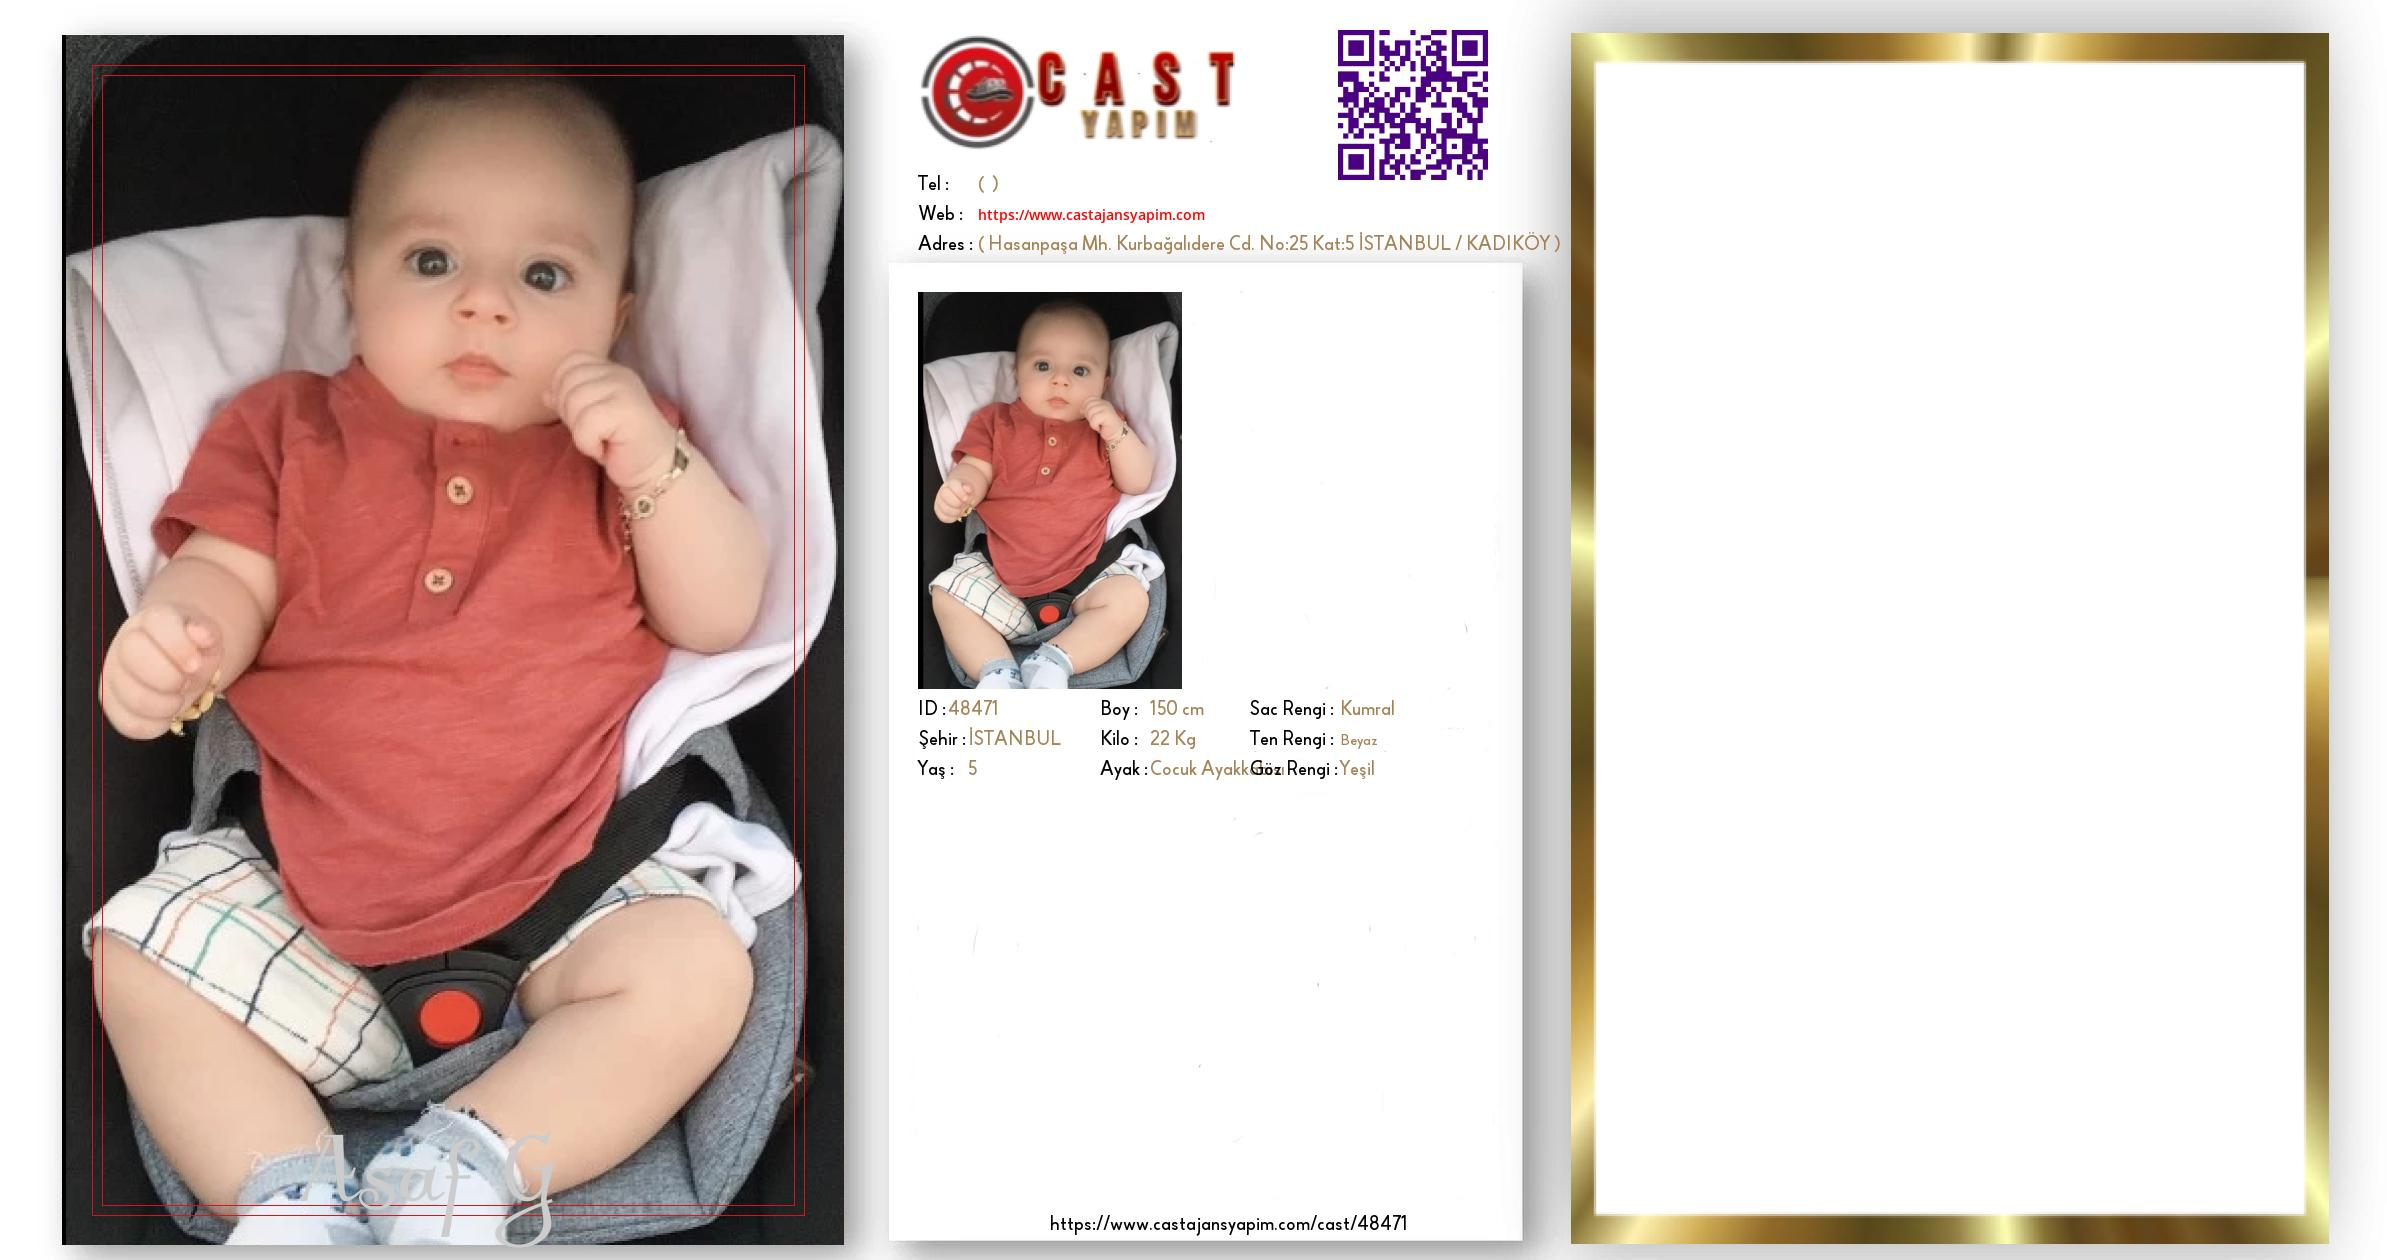 Asaf G
CAST
YAPIM
Tel : ( )
Web : https://www.castajansyapim.com
Adres : ( Hasanpaşa Mh. Kurbağalıdere Cd. No:25 Kat:5 İSTANBUL / KADIKÖY )
ID : 48471 Boy : 150 cm Sac Rengi : Kumral
Şehir : İSTANBUL Kilo : 22 Kg Ten Rengi : Beyaz
Yaş : 5 Ayak : Cocuk Göz Rengi : Yeşil
https://www.castajansyapim.com/cast/48471